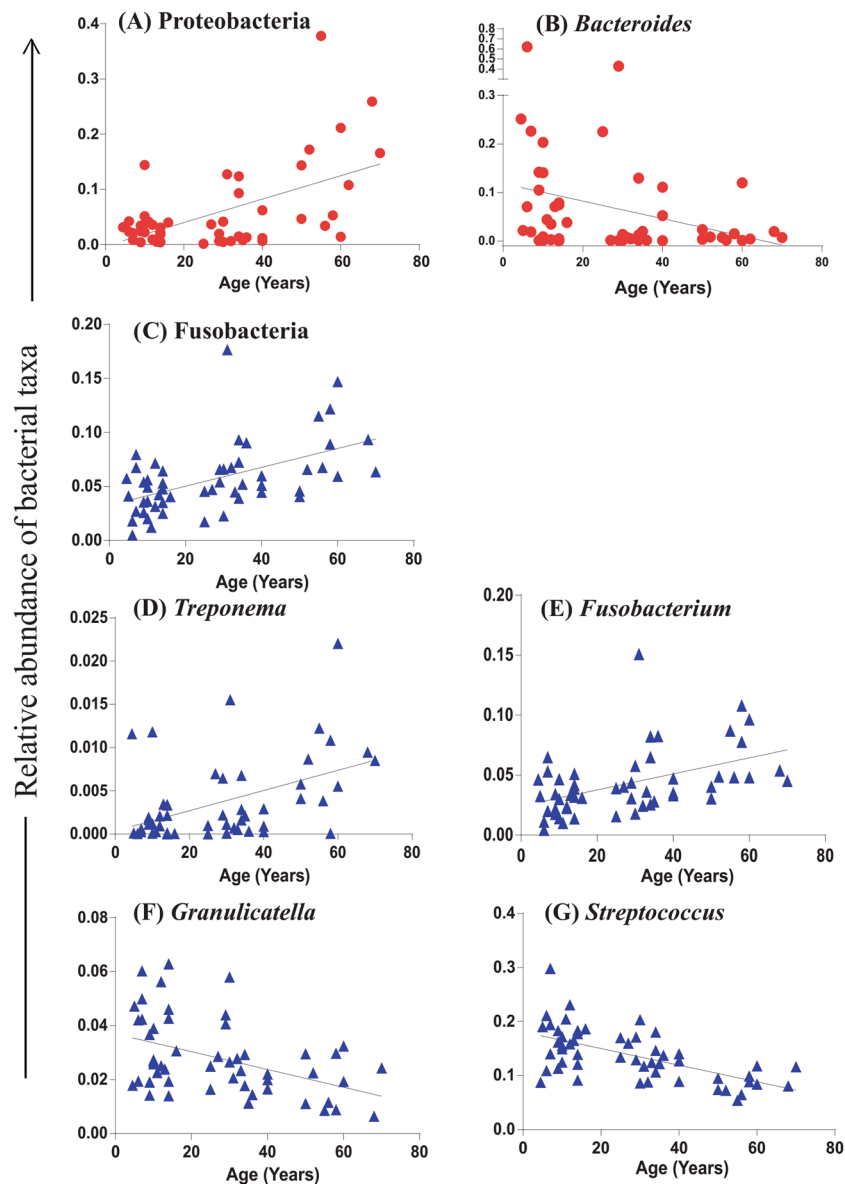 Relative abundance of bacterial taxa
(A) Proteobacteria
0.4
0.3
0.2
0.1
0.0
0 20 40 60 80
Age (Years)
(B) Bacteroides
0.8
0.7
0.6
0.5
0.4
0.3
0.2
0.1
0.0
0 20 40 60 80
Age (Years)
(C) Fusobacteria
0.20
0.15
0.10
0.05
0.00
0 20 40 60 80
Age (Years)
(D) Treponema
0.025
0.020
0.015
0.010
0.005
0.000
0 20 40 60 80
Age (Years)
(E) Fusobacterium
0.20
0.15
0.10
0.05
0.00
0 20 40 60 80
Age (Years)
(F) Granulicatella
0.08
0.06
0.04
0.02
0.00
0 20 40 60 80
Age (Years)
(G) Streptococcus
0.4
0.3
0.2
0.1
0.0
0 20 40 60 80
Age (Years)